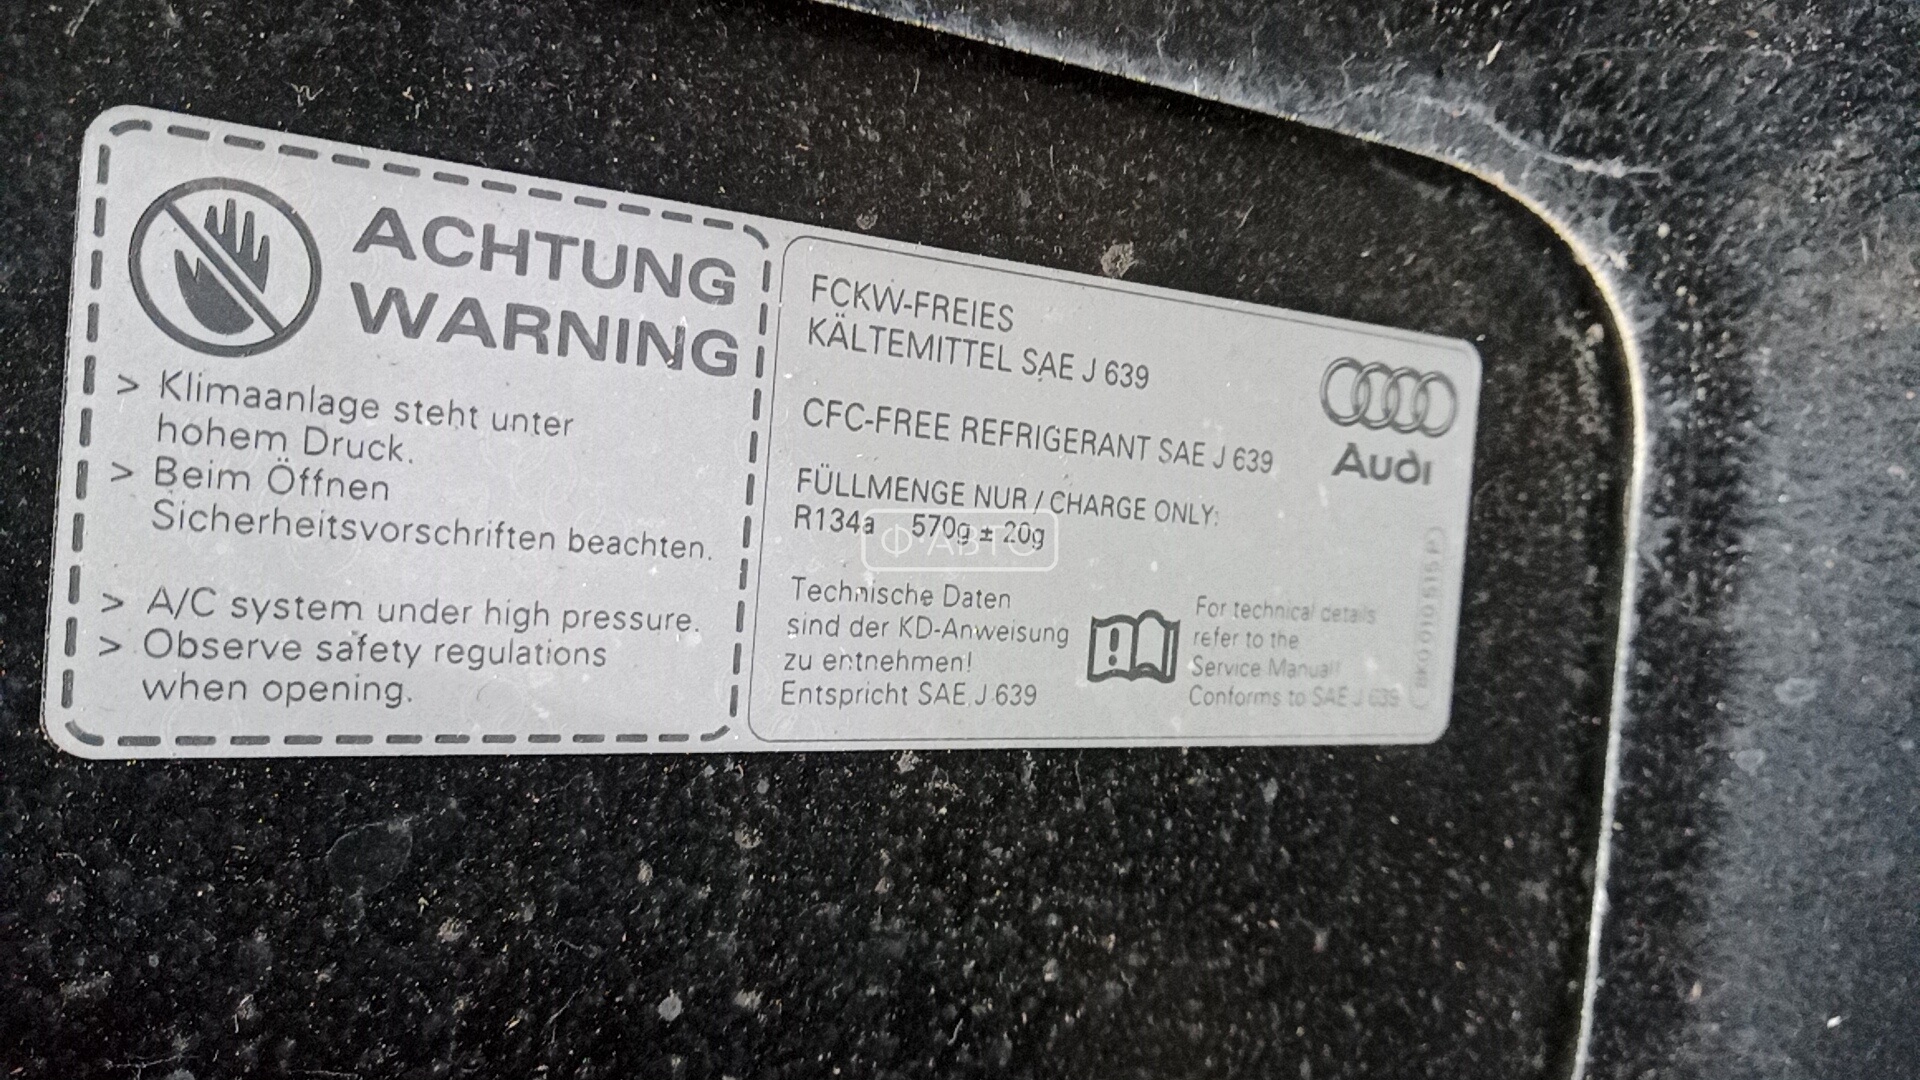 ACHTUNG
WARNING
> Klimaanlage steht unter
hohem Druck.
> Beim Öffnen
Sicherheitsvorschriften beachten.
> A/C system under high pressure.
> Observe safety regulations
when opening.
FCKW-FREIES
KÄLTEMITTEL SAE J 639
CFC-FREE REFRIGERANT SAE J 639
FÜLLMENGE NUR / CHARGE ONLY:
R134a 570g ± 20g
Ф-АВТО
Technische Daten
sind der KD-Anweisung
zu entnehmen!
Entspricht SAE J 639
For technical details
refer to the
Service Manual!
Conforms to SAE J 639
Audi